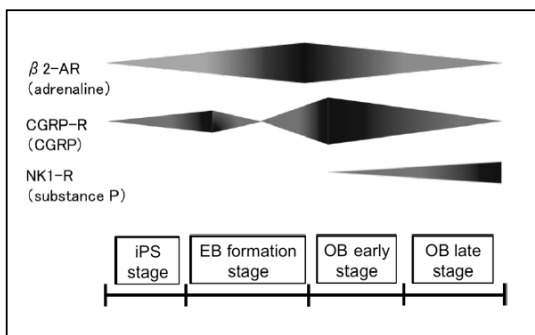 β2-AR
(adrenaline)
CGRP-R
(CGRP)
NK1-R
(substance P)
iPS
stage
EB formation
stage
OB early
stage
OB late
stage